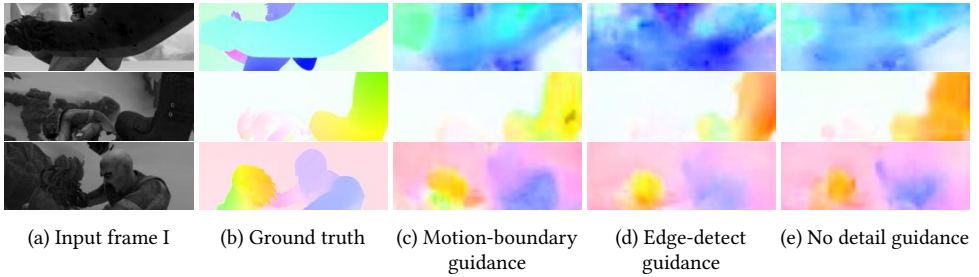 (a) Input frame I
(b) Ground truth
(c) Motion-boundary guidance
(d) Edge-detect guidance
(e) No detail guidance